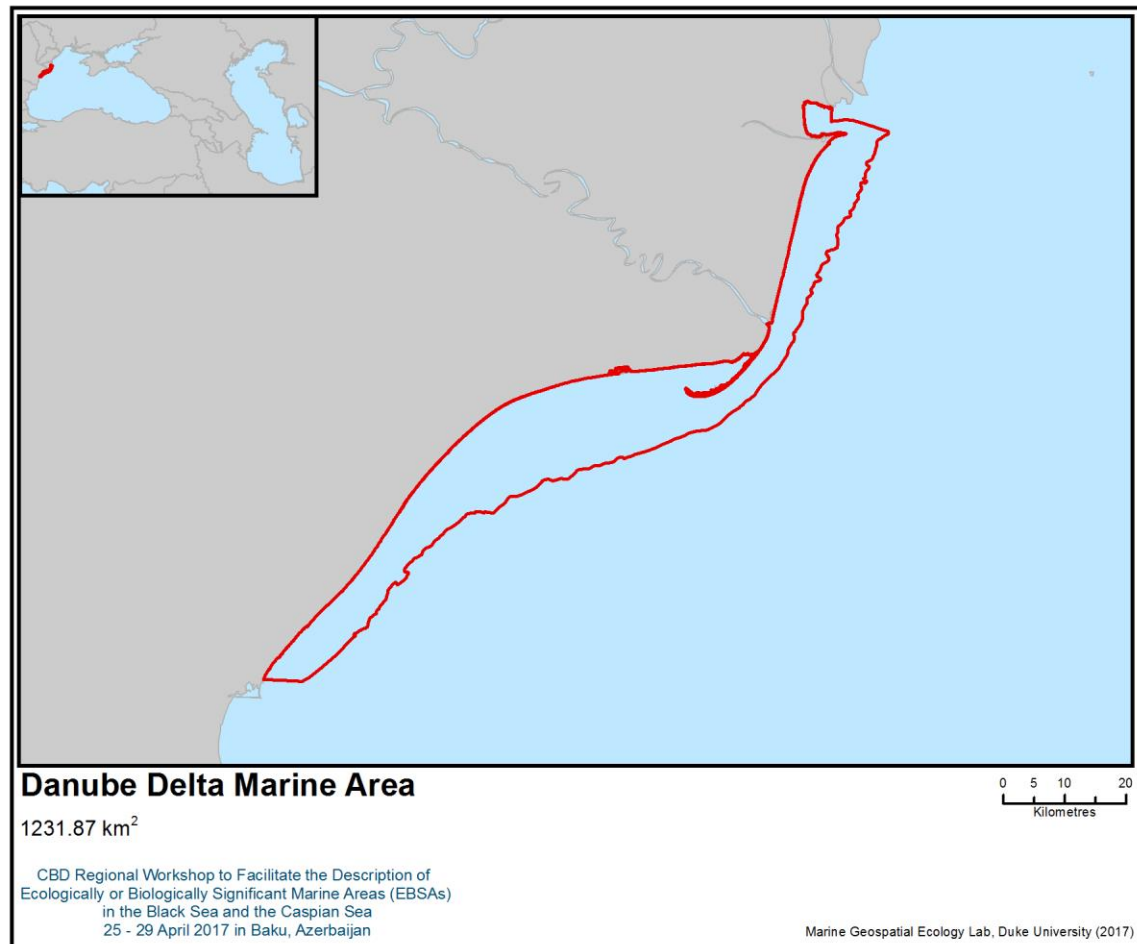 Danube Delta Marine Area
1231.87 km²
0 5 10 20
Kilometres
CBD Regional Workshop to Facilitate the Description of
Ecologically or Biologically Significant Marine Areas (EBSAs)
in the Black Sea and the Caspian Sea
25 - 29 April 2017 in Baku, Azerbaijan
Marine Geospatial Ecology Lab, Duke University (2017)